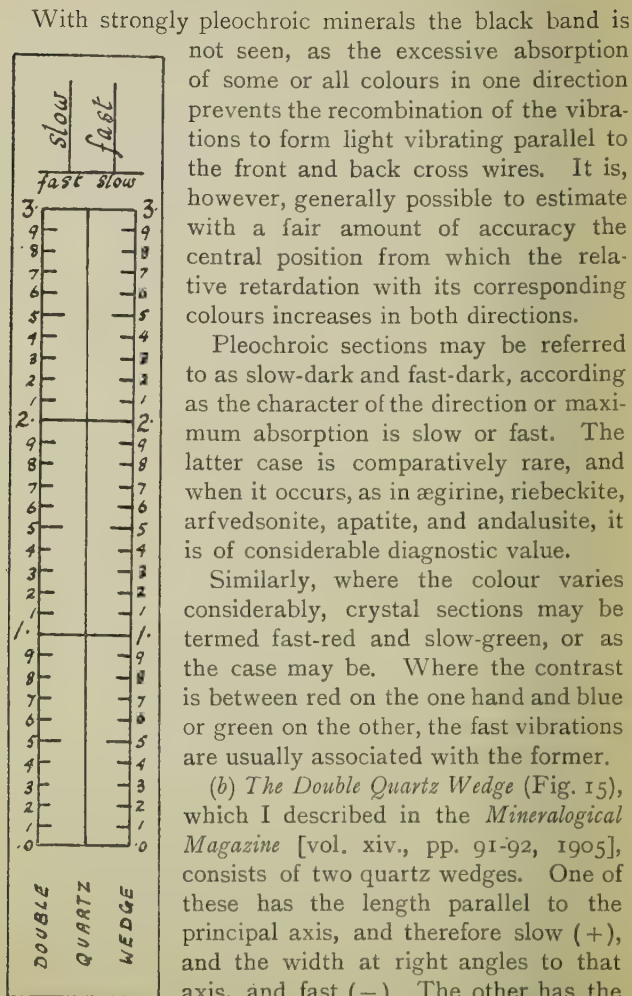 With strongly pleochroic minerals the black band is
not seen, as the excessive absorption
of some or all colours in one direction
prevents the recombination of the vibra-
tions to form light vibrating parallel to
the front and back cross wires. It is,
however, generally possible to estimate
with a fair amount of accuracy the
central position from which the rela-
tive retardation with its corresponding
colours increases in both directions.
Pleochroic sections may be referred
to as slow-dark and fast-dark, according
as the character of the direction or maxi-
mum absorption is slow or fast. The
latter case is comparatively rare, and
when it occurs, as in ægirine, riebeckite,
arfvedsonite, apatite, and andalusite, it
is of considerable diagnostic value.
Similarly, where the colour varies
considerably, crystal sections may be
termed fast-red and slow-green, or as
the case may be. Where the contrast
is between red on the one hand and blue
or green on the other, the fast vibrations
are usually associated with the former.
(b) The Double Quartz Wedge (Fig. 15),
which I described in the Mineralogical
Magazine [vol. xiv., pp. 91-92, 1905],
consists of two quartz wedges. One of
these has the length parallel to the
principal axis, and therefore slow (+),
and the width at right angles to that
axis, and fast (−). The other has the
slow fast
fast slow
3. 3.
9 9
8 8
7 7
6 6
5 5
4 4
3 3
2 2
1 1
2. 2.
9 9
8 8
7 7
6 6
5 5
4 4
3 3
2 2
1 1
1. 1.
9 9
8 8
7 7
6 6
5 5
4 4
3 3
2 2
1 1
.0 .0
DOUBLE
QUARTZ
WEDGE